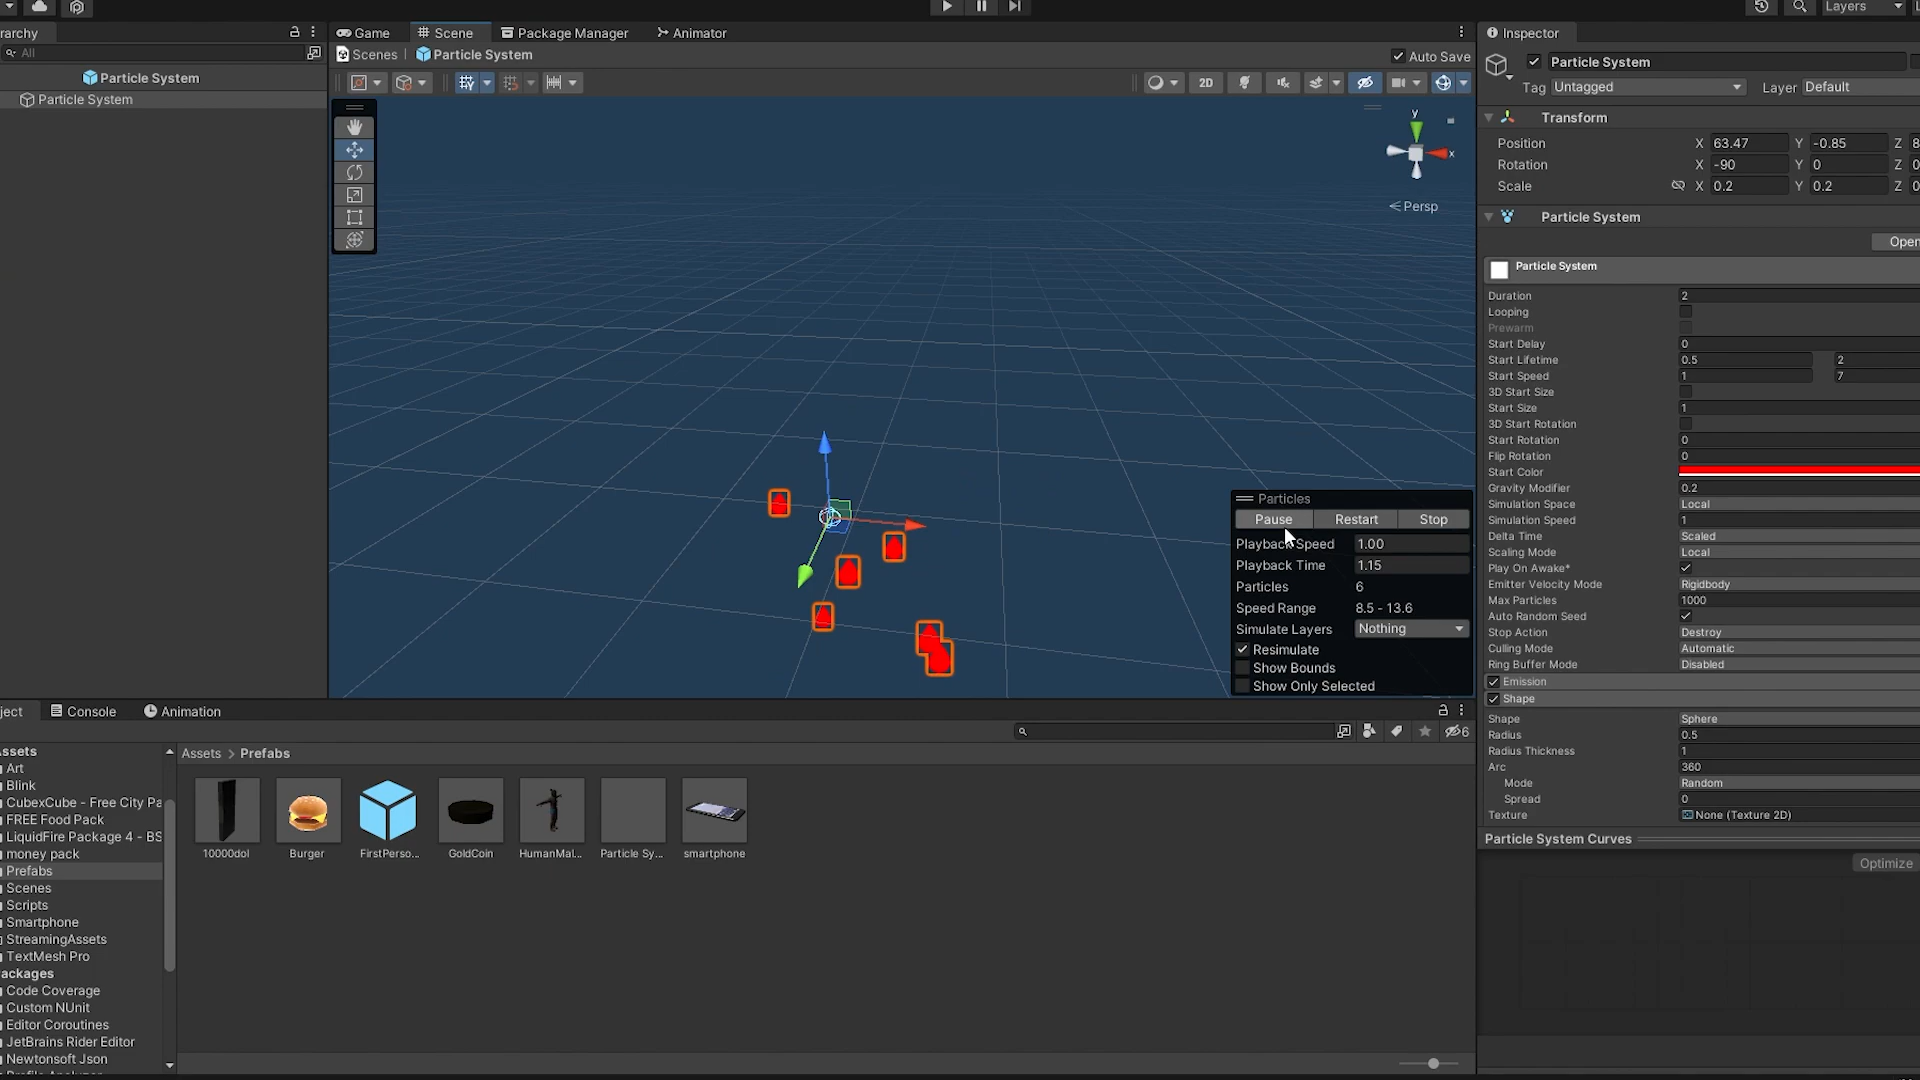 Layers
rarchy
Game
Scene
Package Manager
Animator
Inspector
All
Scenes
Particle System
Auto Save
Particle System
Particle System
Particle System
Tag Untagged
Layer Default
2D
y
x
Persp
Transform
Position X 63.47 Y -0.85 Z 8
Rotation X -90 Y 0 Z 0
Scale X 0.2 Y 0.2 Z 0
Particle System
Open
Particle System
Duration 2
Looping
Prewarm
Start Delay 0
Start Lifetime 0.5 2
Start Speed 1 7
3D Start Size
Start Size 1
3D Start Rotation
Start Rotation 0
Flip Rotation 0
Start Color
Gravity Modifier 0.2
Simulation Space Local
Simulation Speed 1
Delta Time Scaled
Scaling Mode Local
Play On Awake*
Emitter Velocity Mode Rigidbody
Max Particles 1000
Auto Random Seed
Stop Action Destroy
Culling Mode Automatic
Ring Buffer Mode Disabled
Emission
Shape
Shape Sphere
Radius 0.5
Radius Thickness 1
Arc 360
Mode Random
Spread 0
Texture None (Texture 2D)
Particle System Curves
Optimize
Particles
Pause Restart Stop
Playback Speed 1.00
Playback Time 1.15
Particles 6
Speed Range 8.5 - 13.6
Simulate Layers Nothing
Resimulate
Show Bounds
Show Only Selected
ject
Console
Animation
6
ssets
Art
Blink
CubexCube - Free City Pa
FREE Food Pack
LiquidFire Package 4 - BS
money pack
Prefabs
Scenes
Scripts
Smartphone
StreamingAssets
TextMesh Pro
ackages
Code Coverage
Custom NUnit
Editor Coroutines
JetBrains Rider Editor
Newtonsoft Json
Assets > Prefabs
10000dol
Burger
FirstPerso...
GoldCoin
HumanMal...
Particle Sy...
smartphone